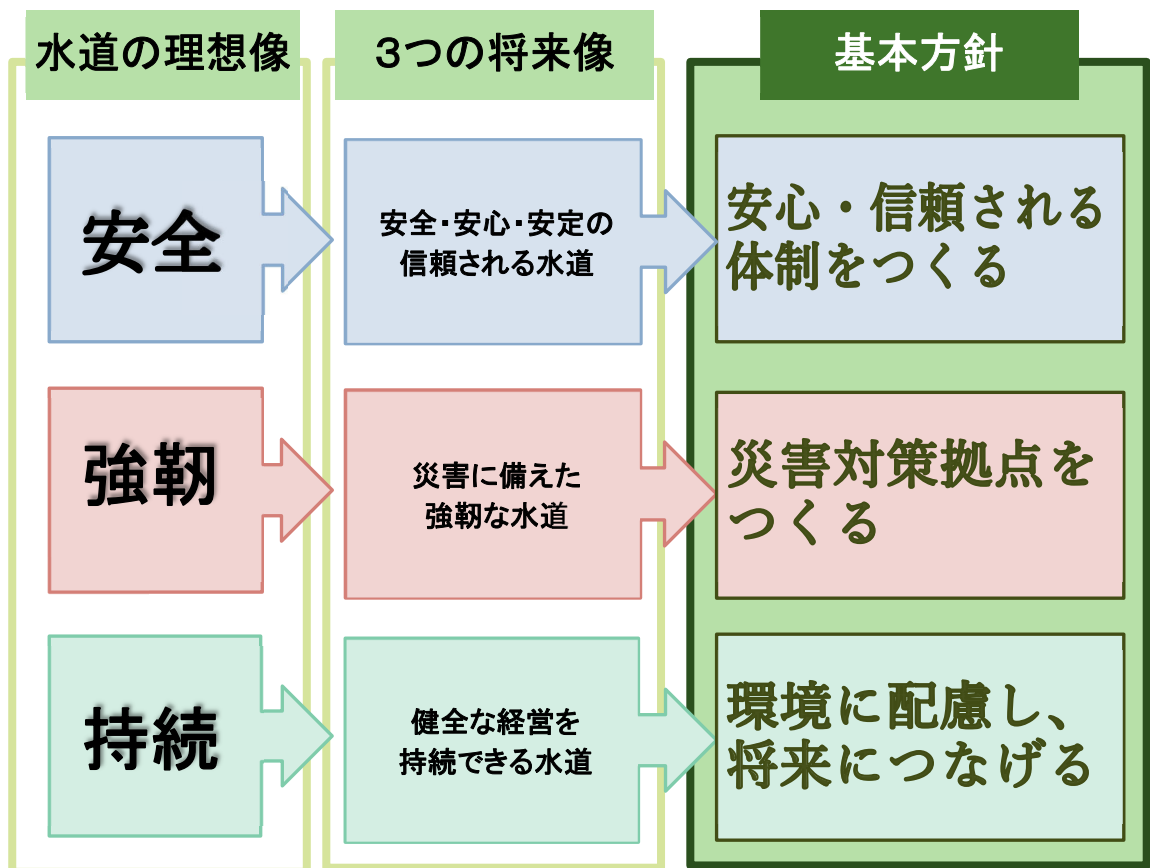 水道の理想像
３つの将来像
基本方針
安全
安全・安心・安定の
信頼される水道
安心・信頼される
体制をつくる
強靭
災害に備えた
強靭な水道
災害対策拠点を
つくる
持続
健全な経営を
持続できる水道
環境に配慮し、
将来につなげる